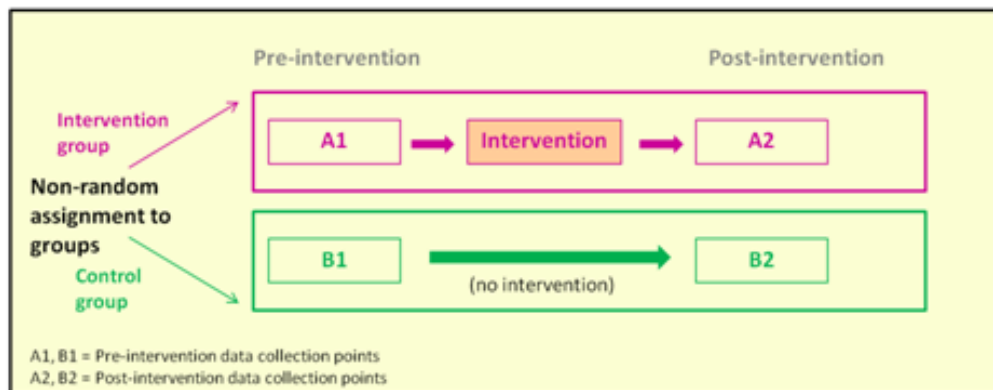 Pre-intervention Post-intervention
Intervention
group
A1 Intervention A2
Non-random
assignment to
groups
B1 B2
(no intervention)
Control
group
A1, B1 = Pre-intervention data collection points
A2, B2 = Post-intervention data collection points